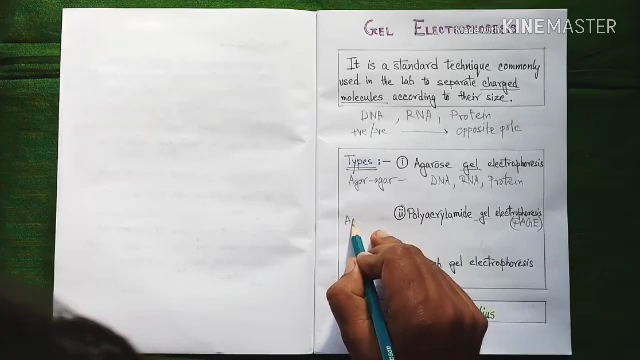 KINEMASTER
GEL ELECTROPHORESIS
It is a standard technique commonly
used in the lab to separate charged
molecules according to their size.
DNA, RNA, Protein
+ve/-ve → opposite pole
Types:- (i) Agarose gel electrophoresis
Agar-agar - DNA, RNA, Protein
(ii) Polyacrylamide gel electrophoresis
(PAGE)
gel electrophoresis